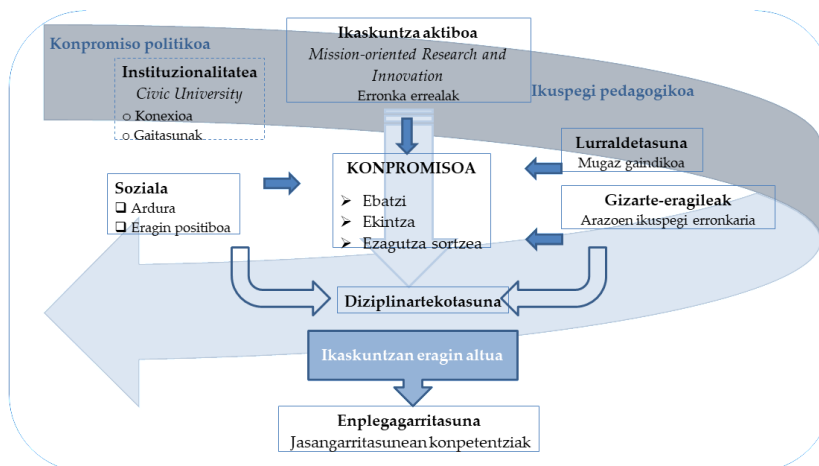 Konpromiso politikoa
Instituzionalitatea
Civic University
o Konexioa
o Gaitasunak
Ikaskuntza aktiboa
Mission-oriented Research and
Innovation
Erronka errealak
Ikuspegi pedagogikoa
Lurraldetasuna
Mugaz gaindikoa
KONPROMISOA
➢ Ebatzi
➢ Ekintza
➢ Ezagutza sortzea
Soziala
❑ Ardura
❑ Eragin positiboa
Gizarte-eragileak
Arazoen ikuspegi erronkaria
Diziplinartekotasuna
Ikaskuntzan eragin altua
Enplegagarritasuna
Jasangarritasunean konpetentziak